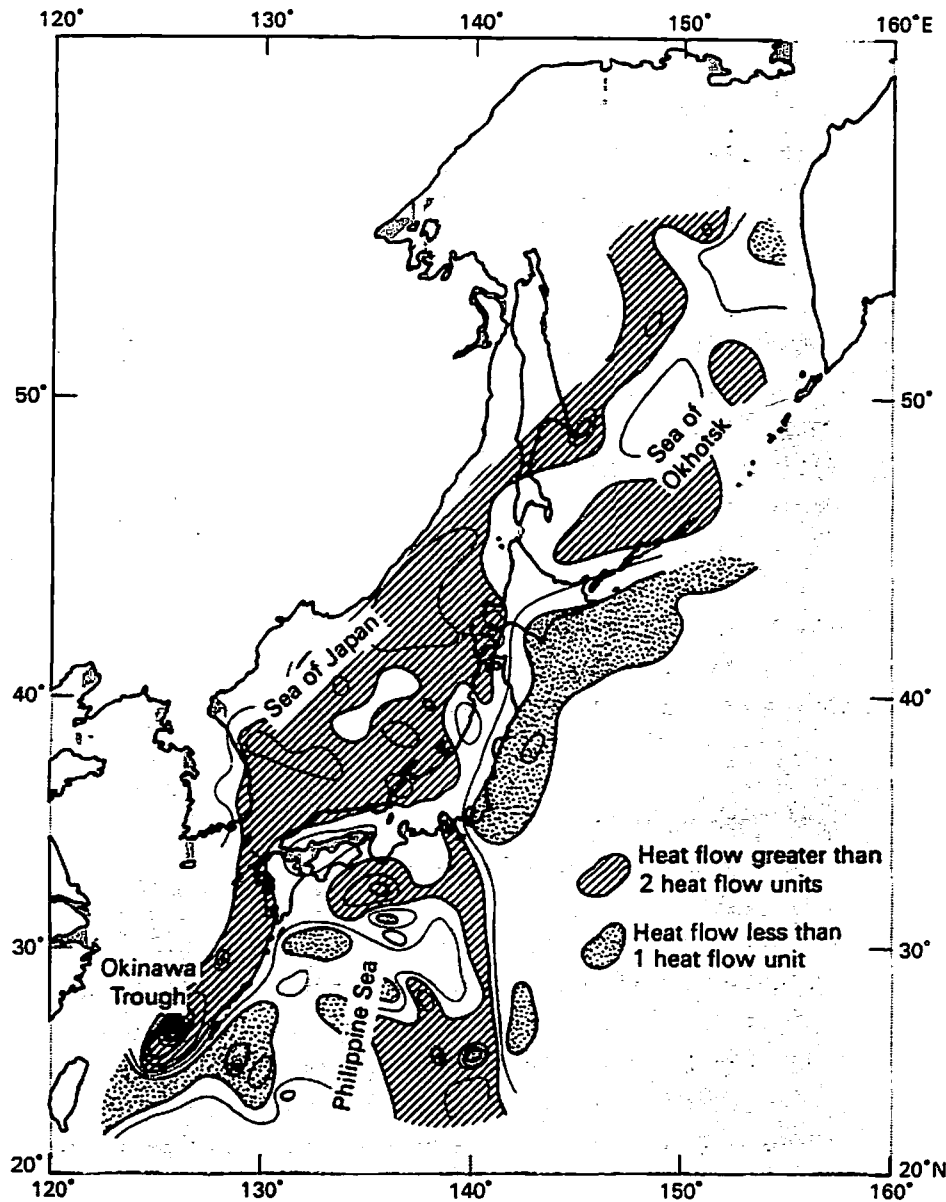 120°
130°
140°
150°
160°E
50°
50°
Sea of
Okhotsk
Sea of Japan
40°
40°
Heat flow greater than
2 heat flow units
Heat flow less than
1 heat flow unit
30°
30°
Okinawa
Trough
Philippine Sea
20°
20°N
120°
130°
140°
150°
160°